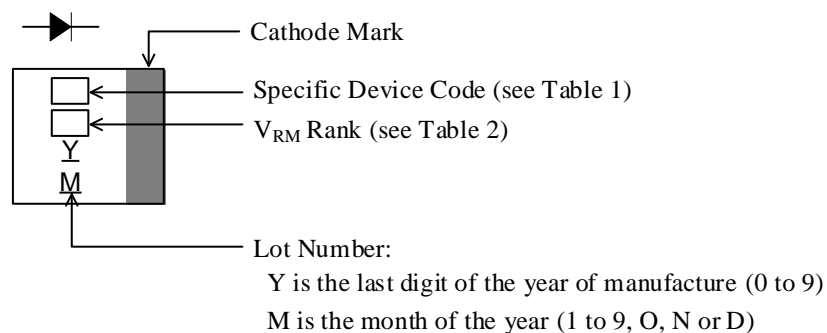 Cathode Mark
Specific Device Code (see Table 1)
V_RM Rank (see Table 2)
Y
M
Lot Number:
Y is the last digit of the year of manufacture (0 to 9)
M is the month of the year (1 to 9, O, N or D)